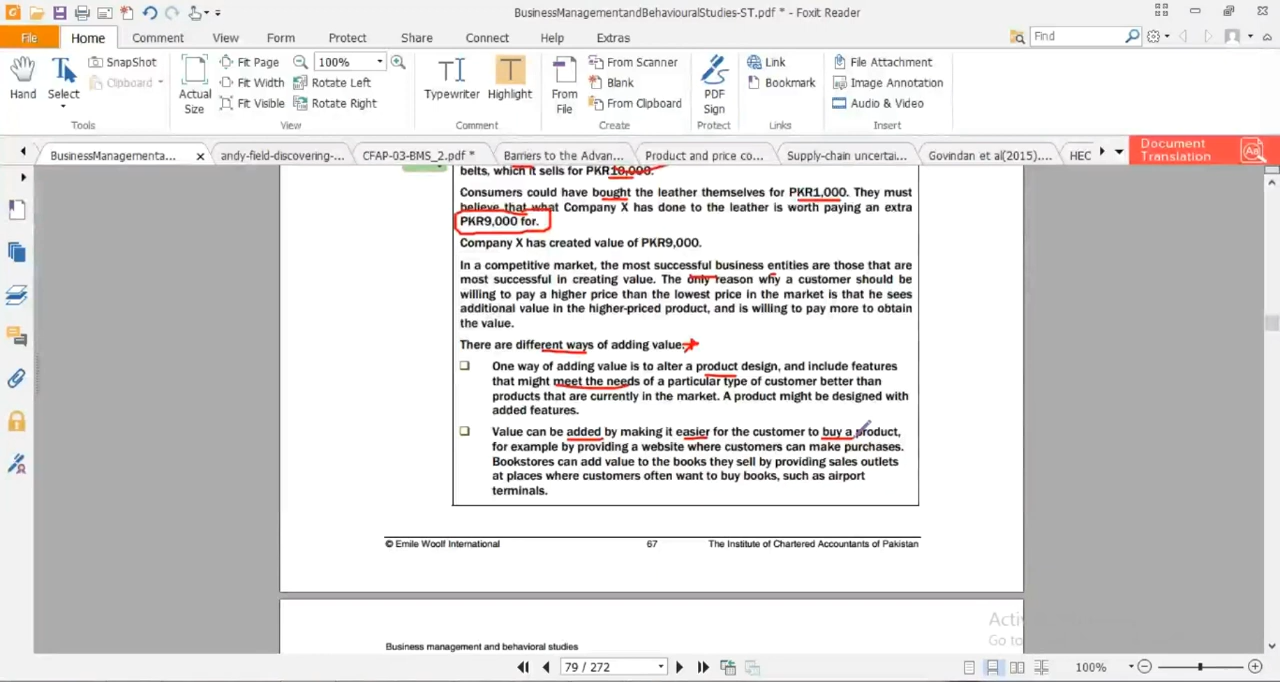 BusinessManagementandBehaviouralStudies-ST.pdf * - Foxit Reader
File Home Comment View Form Protect Share Connect Help Extras Find
SnapShot Fit Page 100% From Scanner Link File Attachment
Clipboard Fit Width Rotate Left Blank Bookmark Image Annotation
Hand Select Actual Size Fit Visible Rotate Right Typewriter Highlight From File From Clipboard PDF Sign Audio & Video
Tools View Comment Create Protect Links Insert
BusinessManagementa... andy-field-discovering-... CFAP-03-BMS_2.pdf * Barriers to the Advan... Product and price co... Supply-chain uncertai... Govindan et al(2015).... HEC Document Translation
belts, which it sells for PKR10,000.
Consumers could have bought the leather themselves for PKR1,000. They must
believe that what Company X has done to the leather is worth paying an extra
PKR9,000 for.
Company X has created value of PKR9,000.
In a competitive market, the most successful business entities are those that are
most successful in creating value. The only reason why a customer should be
willing to pay a higher price than the lowest price in the market is that he sees
additional value in the higher-priced product, and is willing to pay more to obtain
the value.
There are different ways of adding value.
One way of adding value is to alter a product design, and include features
that might meet the needs of a particular type of customer better than
products that are currently in the market. A product might be designed with
added features.
Value can be added by making it easier for the customer to buy a product,
for example by providing a website where customers can make purchases.
Bookstores can add value to the books they sell by providing sales outlets
at places where customers often want to buy books, such as airport
terminals.
© Emile Woolf International 67 The Institute of Chartered Accountants of Pakistan
Activ
Go to
Business management and behavioral studies
79 / 272 100%